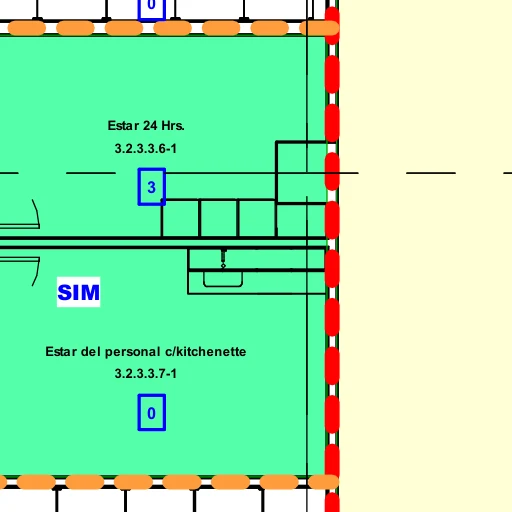 0
Estar 24 Hrs.
3.2.3.3.6-1
3
SIM
Estar del personal c/kitchenette
3.2.3.3.7-1
0